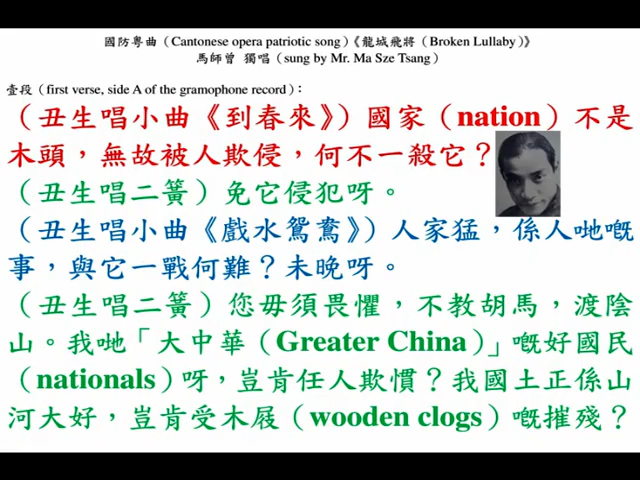 國防粵曲（Cantonese opera patriotic song）《龍城飛將（Broken Lullaby）》
馬師曾 獨唱（sung by Mr. Ma Sze Tsang）
壹段（first verse, side A of the gramophone record）：
（丑生唱小曲《到春來》）國家（nation）不是
木頭，無故被人欺侵，何不一殺它？
（丑生唱二簧）免它侵犯呀。
（丑生唱小曲《戲水鴛鴦》）人家猛，係人哋嘅
事，與它一戰何難？未晚呀。
（丑生唱二簧）您毋須畏懼，不教胡馬，渡陰
山。我哋「大中華（Greater China）」嘅好國民
（nationals）呀，豈肯任人欺慣？我國土正係山
河大好，豈肯受木屐（wooden clogs）嘅摧殘？